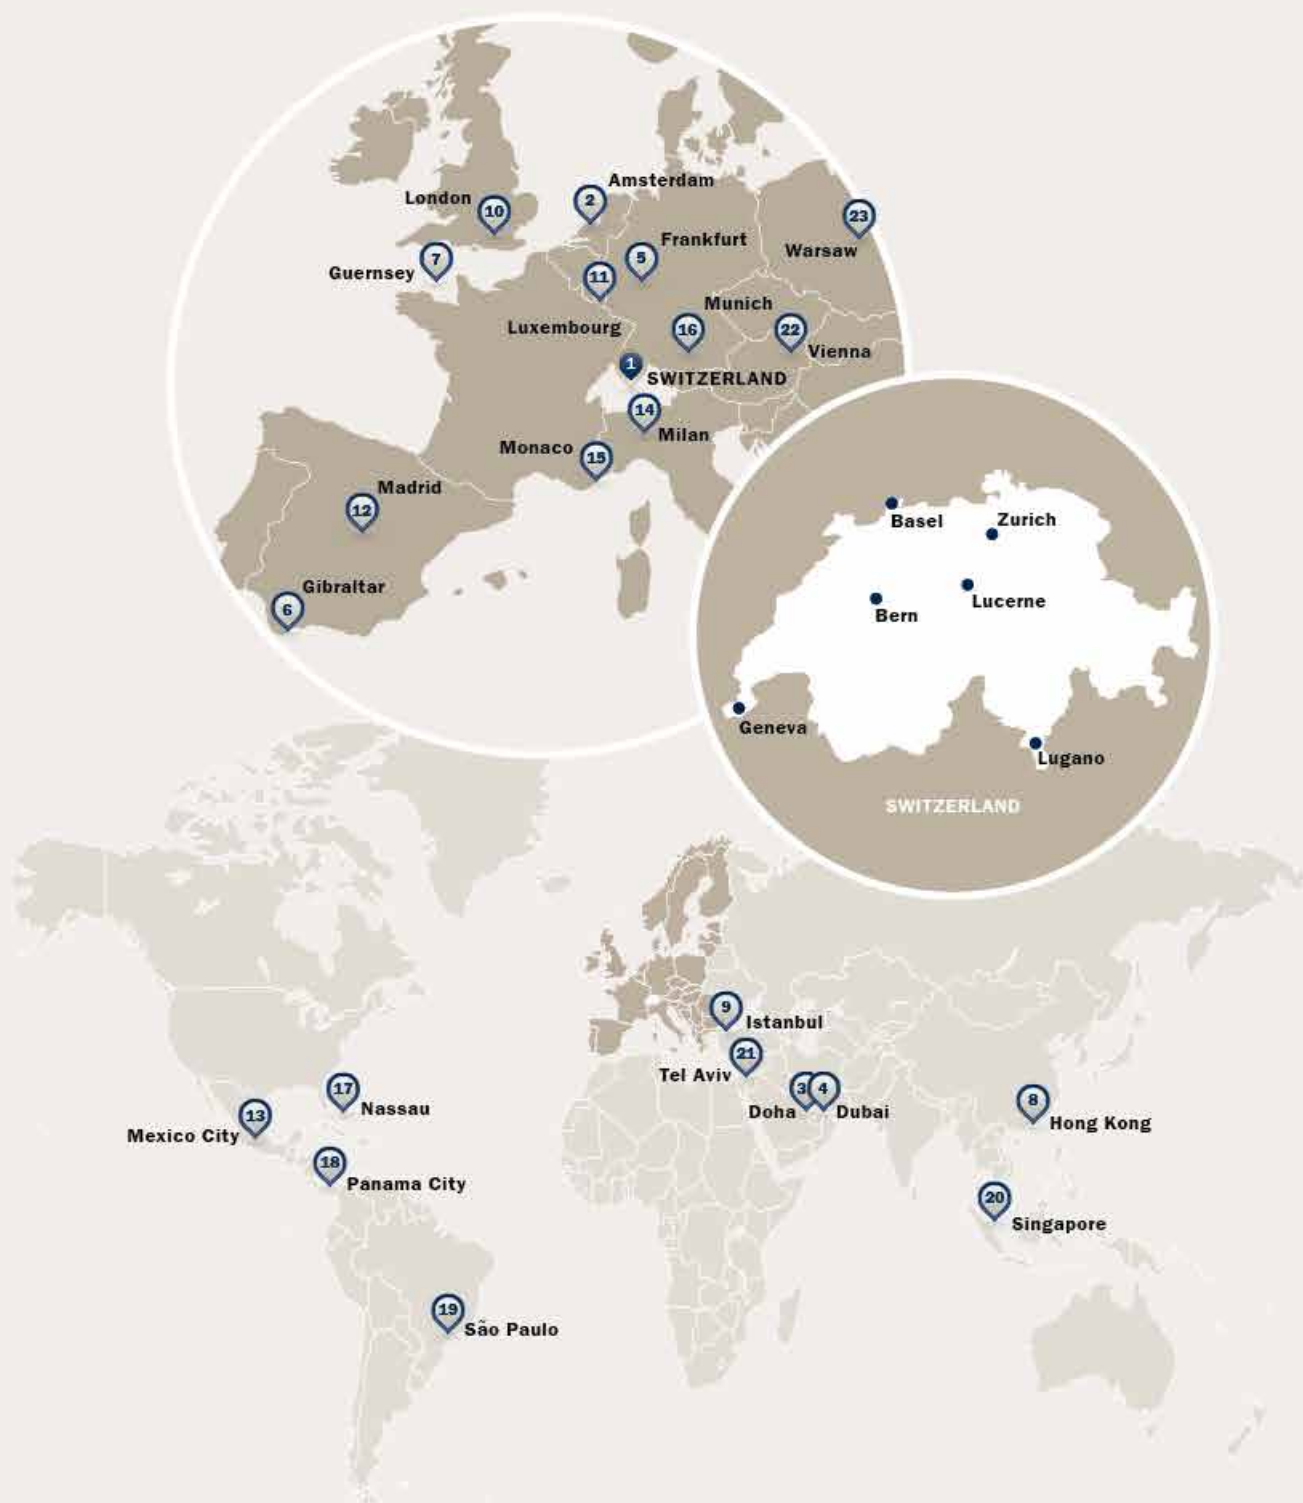 Amsterdam
2
London
10
23
Warsaw
Frankfurt
5
7
Guernsey
11
Munich
16
22
Luxembourg
Vienna
1
SWITZERLAND
14
Milan
Monaco
15
Madrid
12
Gibraltar
6
Basel
Zurich
Bern
Lucerne
Geneva
Lugano
SWITZERLAND
9
Istanbul
21
Tel Aviv
3
4
Doha
Dubai
8
Hong Kong
17
Nassau
13
Mexico City
18
Panama City
20
Singapore
19
São Paulo